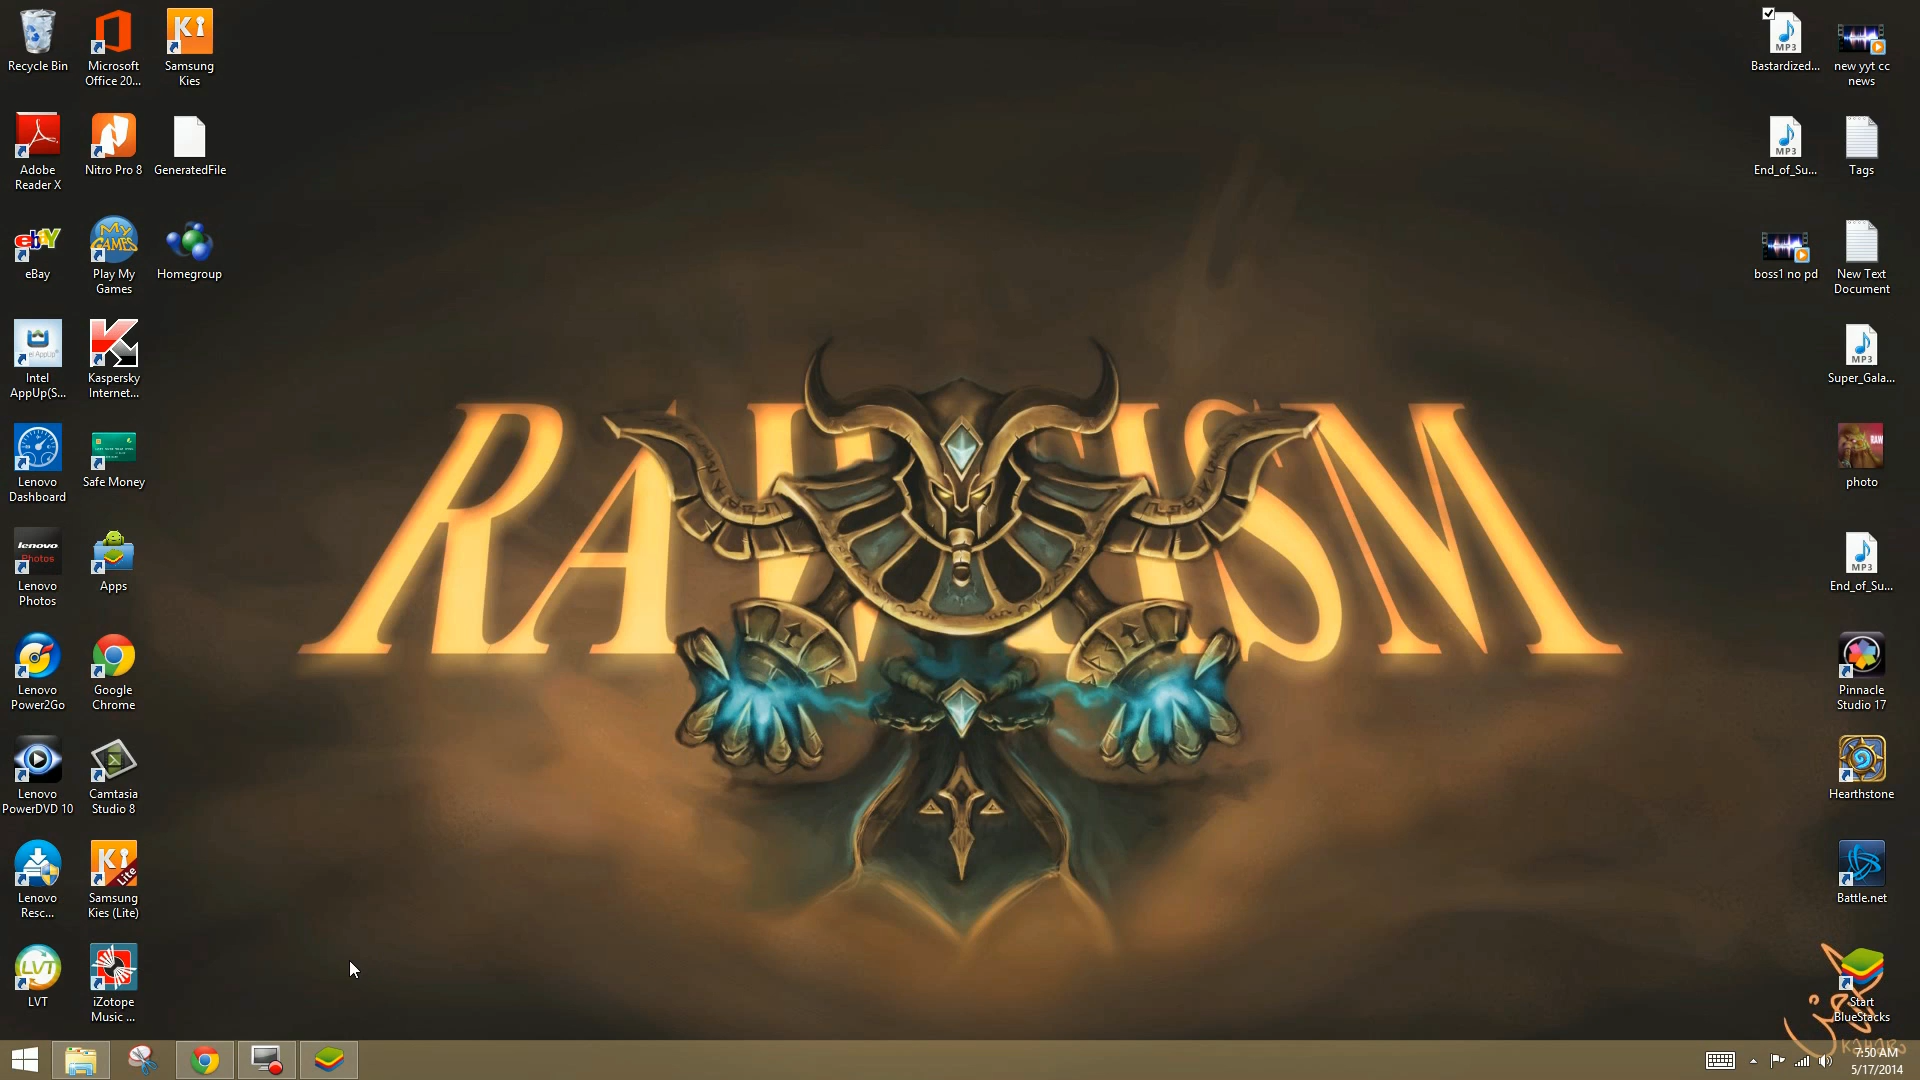 Recycle Bin
Microsoft
Office 20...
Samsung
Kies
Adobe
Reader X
Nitro Pro 8
GeneratedFile
eBay
Play My
Games
Homegroup
Intel
AppUp(S...
Kaspersky
Internet...
Lenovo
Dashboard
Safe Money
Lenovo
Photos
Apps
Lenovo
Power2Go
Google
Chrome
Lenovo
PowerDVD 10
Camtasia
Studio 8
Lenovo
Resc...
Samsung
Kies (Lite)
LVT
iZotope
Music ...
Bastardized...
new yyt cc
news
End_of_Su...
Tags
boss1 no pd
New Text
Document
Super_Gala...
photo
End_of_Su...
Pinnacle
Studio 17
Hearthstone
Battle.net
Start
BlueStacks
7:50 AM
5/17/2014